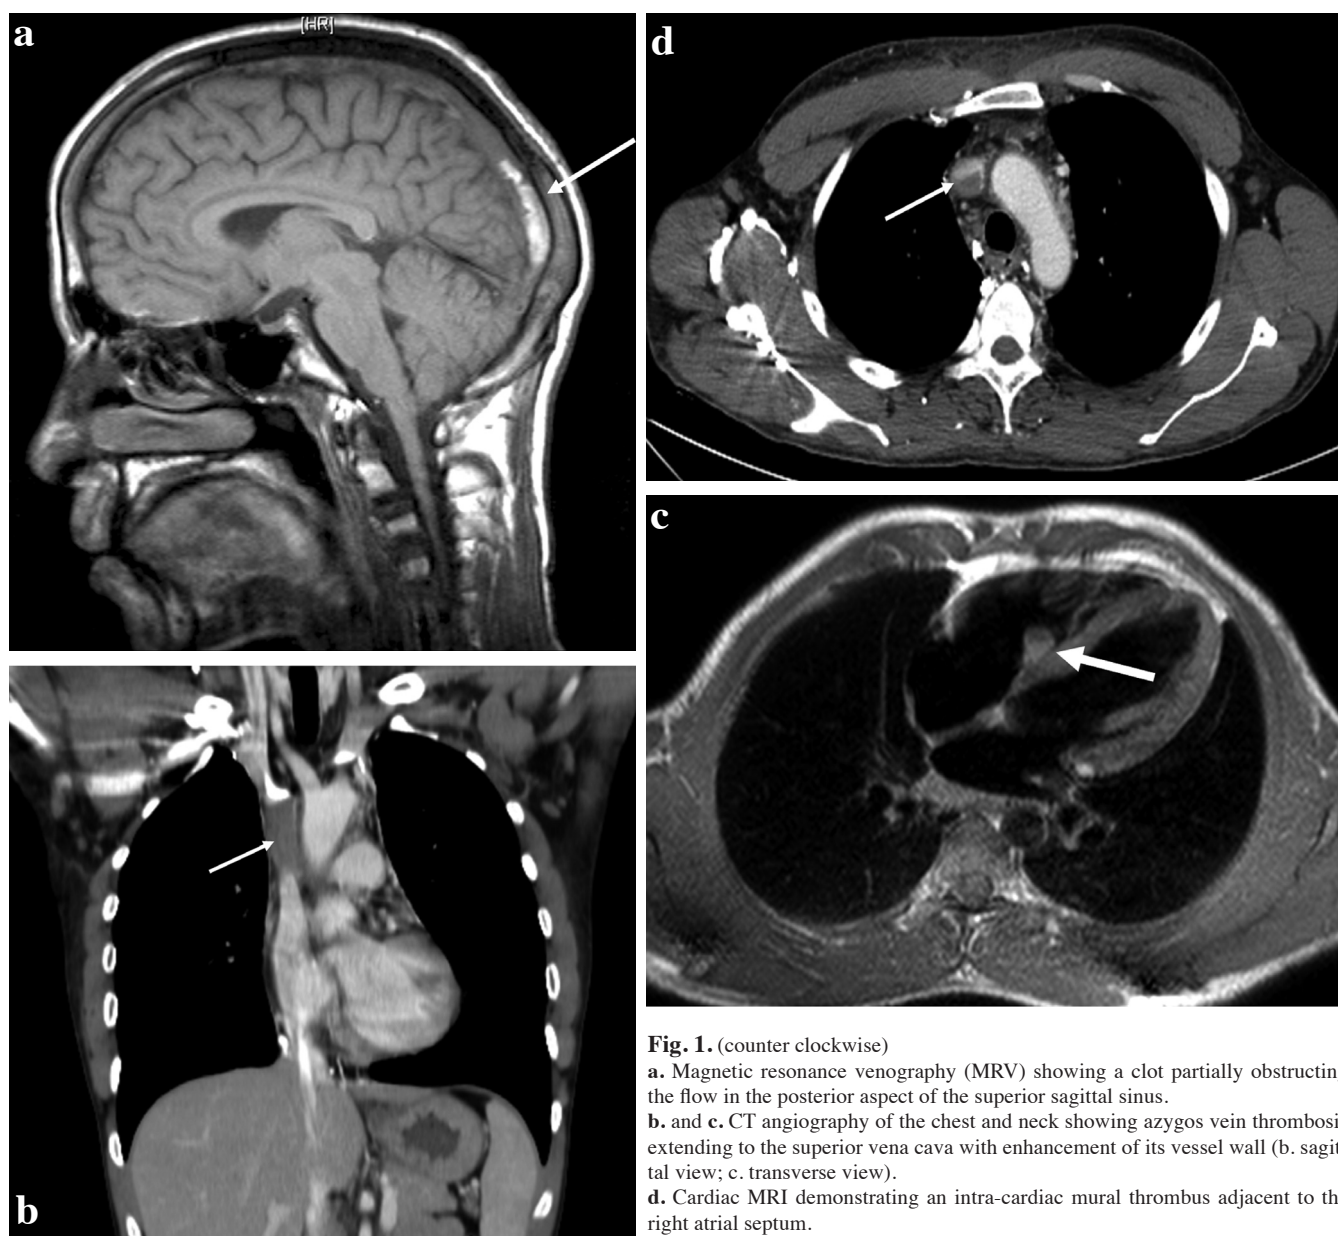 a
[HR]
d
c
b
Fig. 1. (counter clockwise)
a. Magnetic resonance venography (MRV) showing a clot partially obstructin
the flow in the posterior aspect of the superior sagittal sinus.
b. and c. CT angiography of the chest and neck showing azygos vein thrombosi
extending to the superior vena cava with enhancement of its vessel wall (b. sagit
tal view; c. transverse view).
d. Cardiac MRI demonstrating an intra-cardiac mural thrombus adjacent to th
right atrial septum.